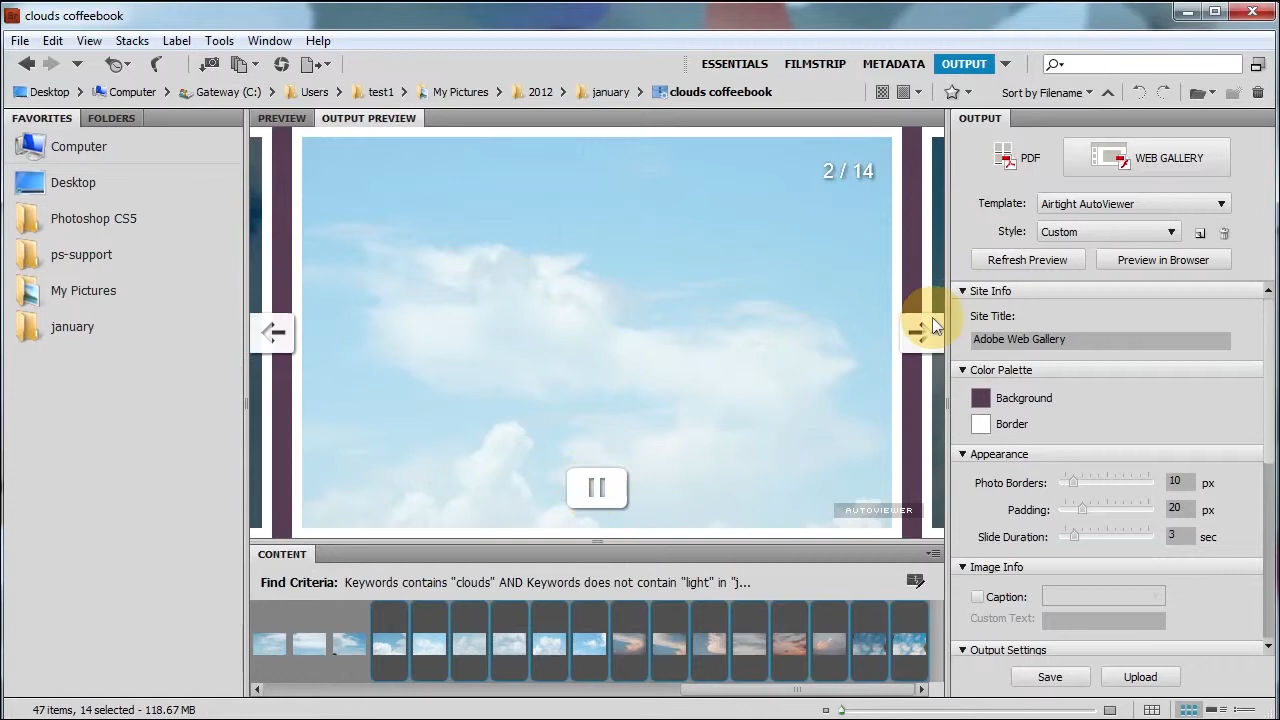 Br clouds coffeebook
File Edit View Stacks Label Tools Window Help
ESSENTIALS FILMSTRIP METADATA OUTPUT
Desktop Computer Gateway (C:) Users test1 My Pictures 2012 january clouds coffeebook Sort by Filename
FAVORITES FOLDERS
Computer
Desktop
Photoshop CS5
ps-support
My Pictures
january
PREVIEW OUTPUT PREVIEW
2 / 14
AUTOVIEWER
CONTENT
Find Criteria: Keywords contains "clouds" AND Keywords does not contain "light" in "j...
OUTPUT
PDF WEB GALLERY
Template: Airtight AutoViewer
Style: Custom
Refresh Preview Preview in Browser
Site Info
Site Title:
Adobe Web Gallery
Color Palette
Background
Border
Appearance
Photo Borders: 10 px
Padding: 20 px
Slide Duration: 3 sec
Image Info
Caption:
Custom Text:
Output Settings
Save Upload
47 items, 14 selected - 118.67 MB